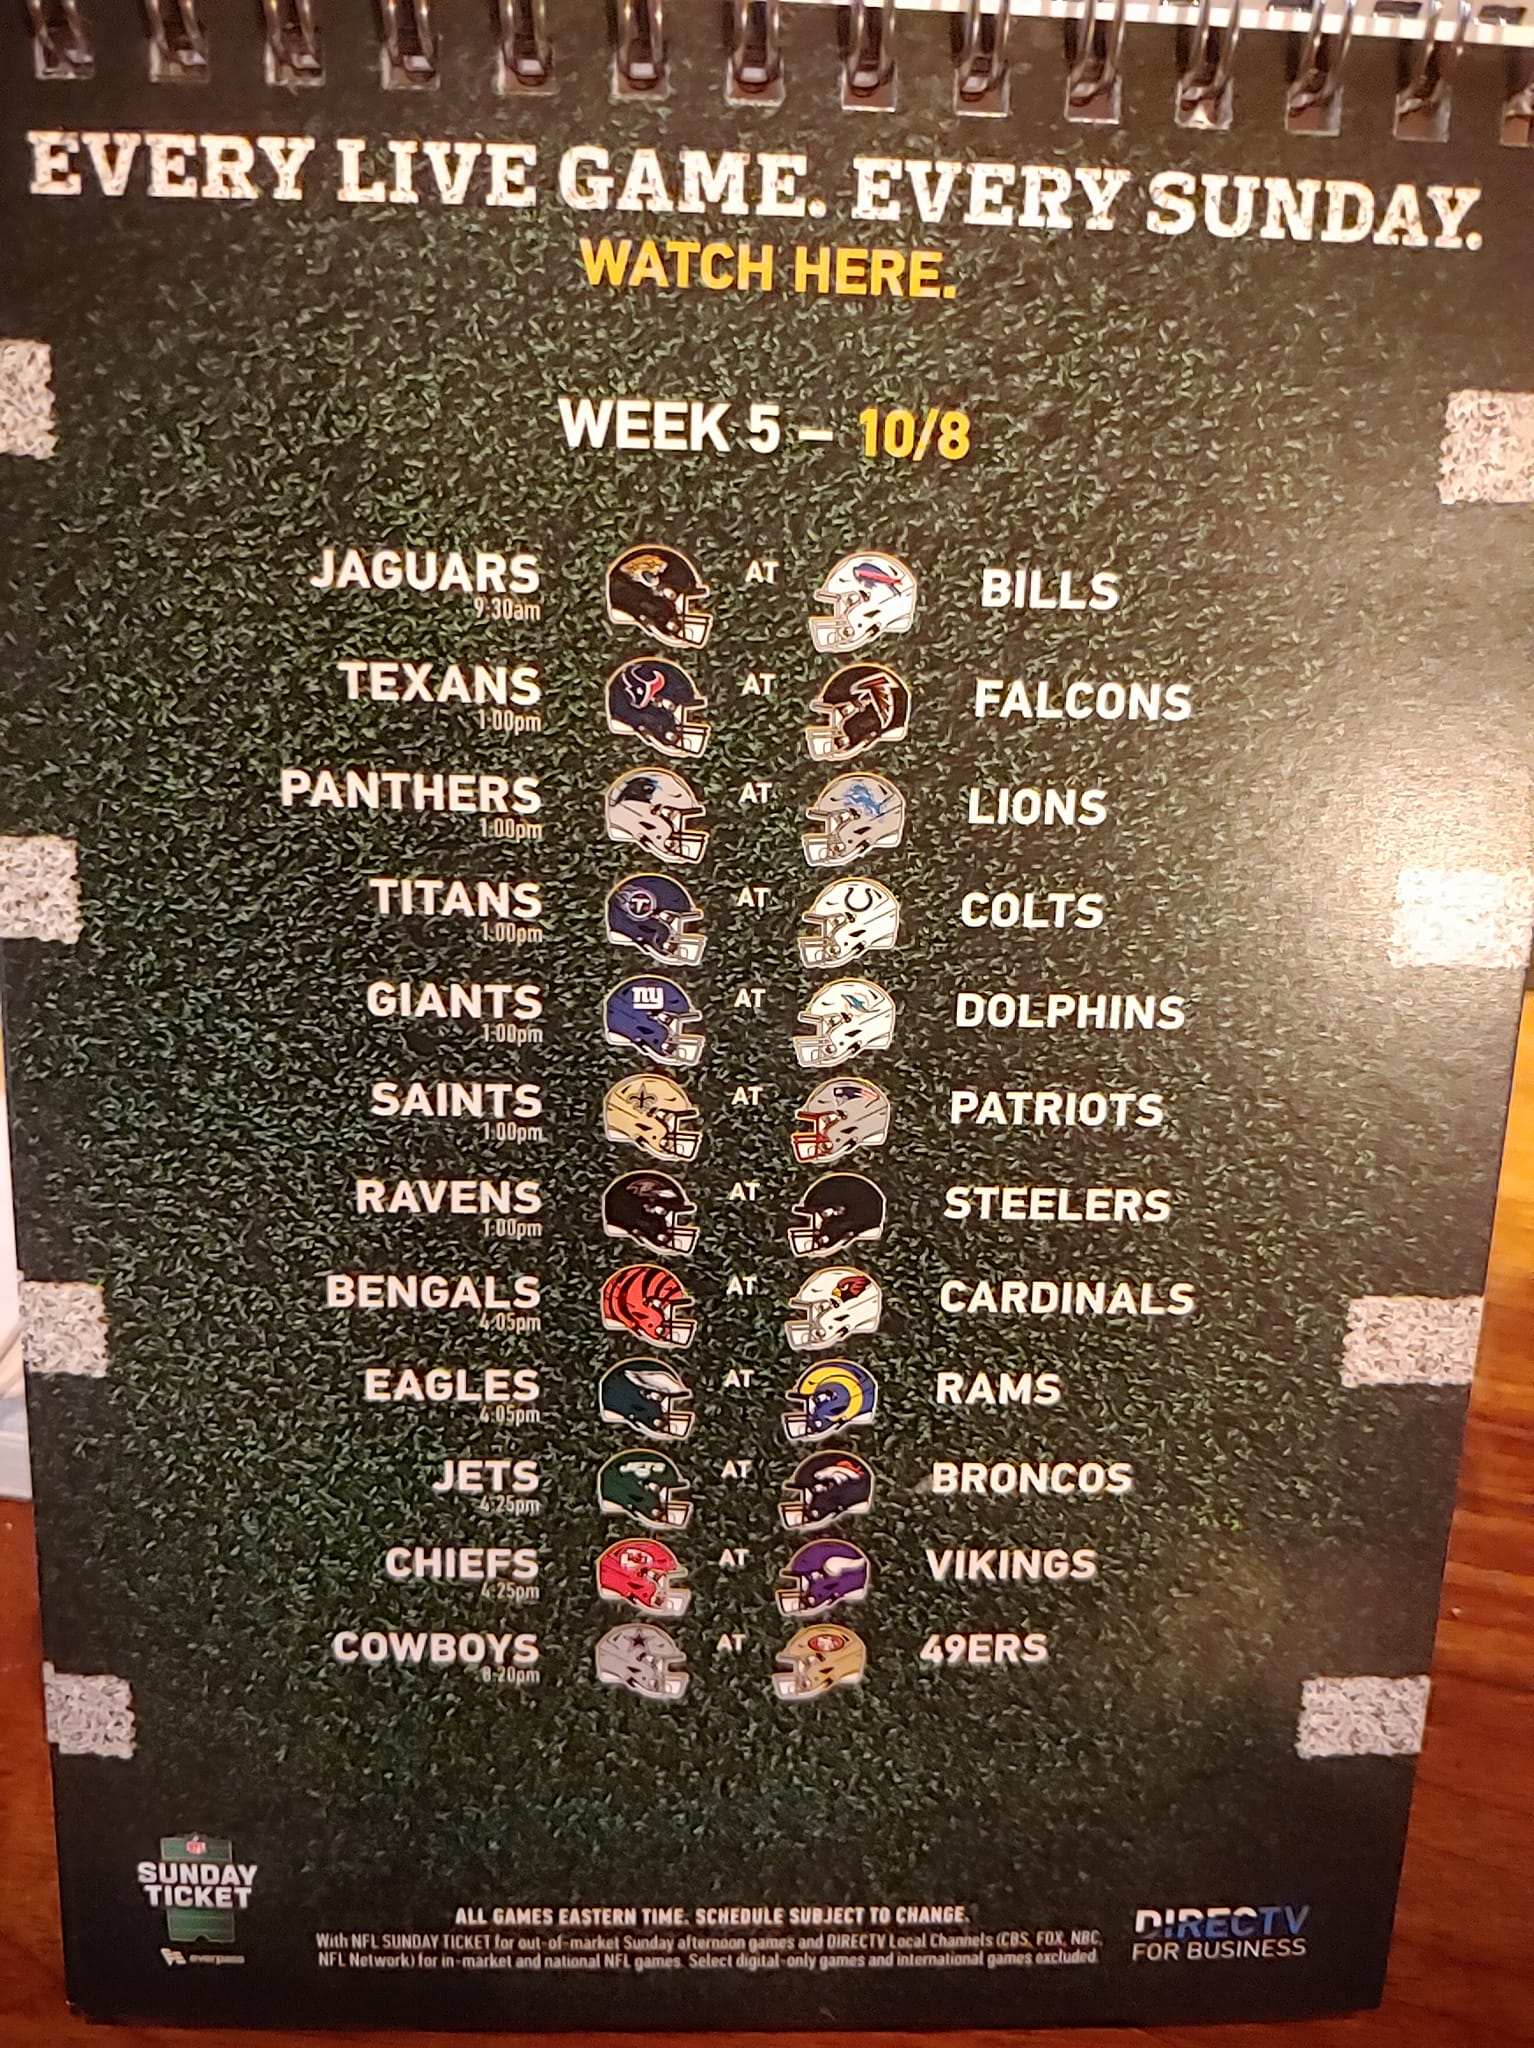 EVERY LIVE GAME. EVERY SUNDAY.
WATCH HERE.
WEEK 5 – 10/8
JAGUARS AT BILLS
9:30am
TEXANS AT FALCONS
1:00pm
PANTHERS AT LIONS
1:00pm
TITANS AT COLTS
1:00pm
GIANTS ny AT DOLPHINS
1:00pm
SAINTS AT PATRIOTS
1:00pm
RAVENS AT STEELERS
1:00pm
BENGALS AT CARDINALS
4:05pm
EAGLES AT RAMS
4:05pm
JETS AT BRONCOS
4:25pm
CHIEFS AT VIKINGS
4:25pm
COWBOYS AT 49ERS
8:20pm
NFL
SUNDAY
TICKET
everpass
ALL GAMES EASTERN TIME. SCHEDULE SUBJECT TO CHANGE.
With NFL SUNDAY TICKET for out-of-market Sunday afternoon games and DIRECTV Local Channels (CBS, FOX, NBC,
NFL Network) for in-market and national NFL games. Select digital-only games and international games excluded.
DIRECTV
FOR BUSINESS